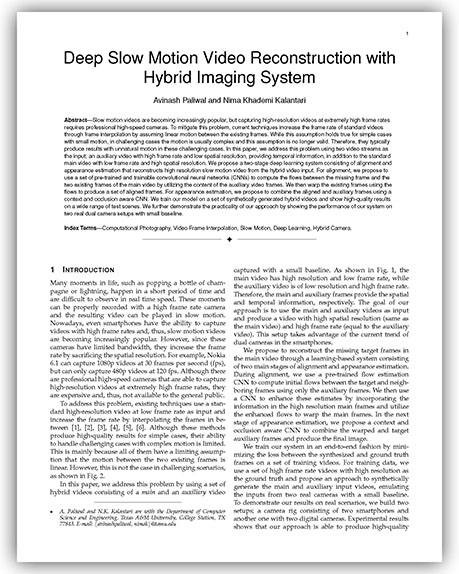 1
Deep Slow Motion Video Reconstruction with
Hybrid Imaging System
Avinash Paliwal and Nima Khademi Kalantari
Abstract—Slow motion videos are becoming increasingly popular, but capturing high-resolution videos at extremely high frame rates
requires professional high-speed cameras. To mitigate this problem, current techniques increase the frame rate of standard videos
through frame interpolation by assuming linear motion between the existing frames. While this assumption holds true for simple cases
with small motion, in challenging cases the motion is usually complex and this assumption is no longer valid. Therefore, they typically
produce results with unnatural motion in these challenging cases. In this paper, we address this problem using two video streams as
the input; an auxiliary video with high frame rate and low spatial resolution, providing temporal information, in addition to the standard
main video with low frame rate and high spatial resolution. We propose a two-stage deep learning system consisting of alignment and
appearance estimation that reconstructs high resolution slow motion video from the hybrid video input. For alignment, we propose to
use a set of pre-trained and trainable convolutional neural networks (CNNs) to compute the flows between the missing frame and the
two existing frames of the main video by utilizing the content of the auxiliary video frames. We then warp the existing frames using the
flows to produce a set of aligned frames. For appearance estimation, we propose to combine the aligned and auxiliary frames using a
context and occlusion aware CNN. We train our model on a set of synthetically generated hybrid videos and show high-quality results
on a wide range of test scenes. We further demonstrate the practicality of our approach by showing the performance of our system on
two real dual camera setups with small baseline.
Index Terms—Computational Photography, Video Frame Interpolation, Slow Motion, Deep Learning, Hybrid Camera.
1 INTRODUCTION
Many moments in life, such as popping a bottle of cham-
pagne or lightning, happen in a short period of time and
are difficult to observe in real time speed. These moments
can be properly recorded with a high frame rate camera
and the resulting video can be played in slow motion.
Nowadays, even smartphones have the ability to capture
videos with high frame rates and, thus, slow motion videos
are becoming increasingly popular. However, since these
cameras have limited bandwidth, they increase the frame
rate by sacrificing the spatial resolution. For example, Nokia
6.1 can capture 1080p videos at 30 frames per second (fps),
but can only capture 480p videos at 120 fps. Although there
are professional high-speed cameras that are able to capture
high-resolution videos at extremely high frame rates, they
are expensive and, thus, not available to the general public.
To address this problem, existing techniques use a stan-
dard high-resolution video at low frame rate as input and
increase the frame rate by interpolating the frames in be-
tween [1], [2], [3], [4], [5], [6]. Although these methods
produce high-quality results for simple cases, their ability
to handle challenging cases with complex motion is limited.
This is mainly because all of them have a limiting assump-
tion that the motion between the two existing frames is
linear. However, this is not the case in challenging scenarios,
as shown in Fig. 2.
In this paper, we address this problem by using a set of
hybrid videos consisting of a main and an auxiliary video
• A. Paliwal and N.K. Kalantari are with the Department of Computer
Science and Engineering, Texas A&M University, College Station, TX
77843. E-mail:
captured with a small baseline. As shown in Fig. 1, the
main video has high resolution and low frame rate, while
the auxiliary video is of low resolution and high frame rate.
Therefore, the main and auxiliary frames provide the spatial
and temporal information, respectively. The goal of our
approach is to use the main and auxiliary videos as input
and produce a video with high spatial resolution (same as
the main video) and high frame rate (equal to the auxiliary
video). This setup takes advantage of the current trend of
dual cameras in the smartphones.
We propose to reconstruct the missing target frames in
the main video through a learning-based system consisting
of two main stages of alignment and appearance estimation.
During alignment, we use a pre-trained flow estimation
CNN to compute initial flows between the target and neigh-
boring frames using only the auxiliary frames. We then use
a CNN to enhance these estimates by incorporating the
information in the high resolution main frames and utilize
the enhanced flows to warp the main frames. In the next
stage of appearance estimation, we propose a context and
occlusion aware CNN to combine the warped and target
auxiliary frames and produce the final image.
We train our system in an end-to-end fashion by mini-
mizing the loss between the synthesized and ground truth
frames on a set of training videos. For training data, we
use a set of high frame rate videos with high resolution as
the ground truth and propose an approach to synthetically
generate the main and auxiliary input videos, emulating
the inputs from two real cameras with a small baseline.
To demonstrate our results on real scenarios, we build two
setups; a camera rig consisting of two smartphones and
another one with two digital cameras. Experimental results
shows that our approach is able to produce high-quality